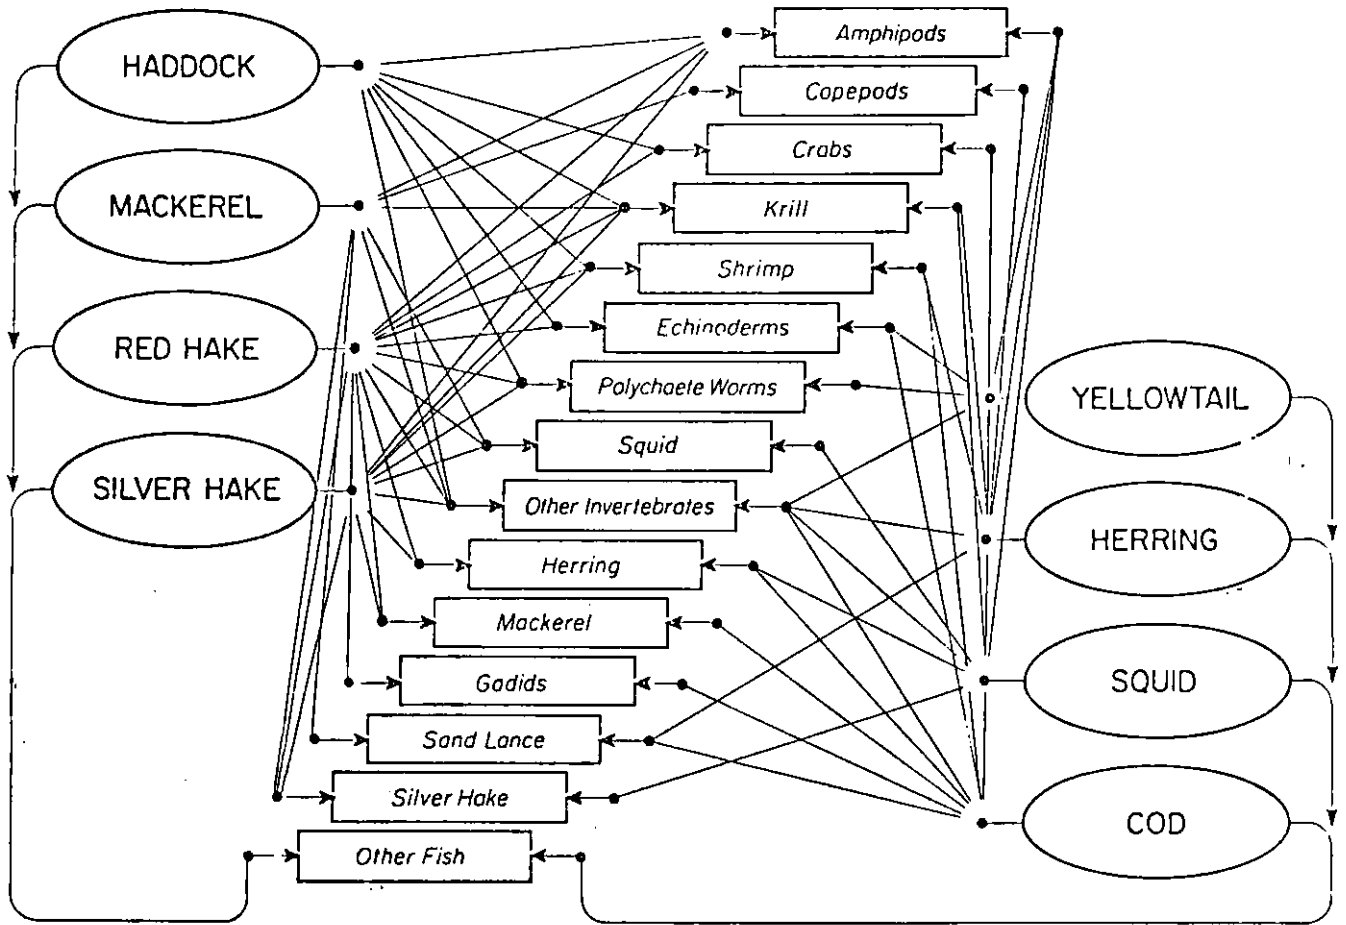 HADDOCK
MACKEREL
RED HAKE
SILVER HAKE
Amphipods
Copepods
Crabs
Krill
Shrimp
Echinoderms
Polychaete Worms
Squid
Other Invertebrates
Herring
Mackerel
Gadids
Sand Lance
Silver Hake
Other Fish
YELLOWTAIL
HERRING
SQUID
COD